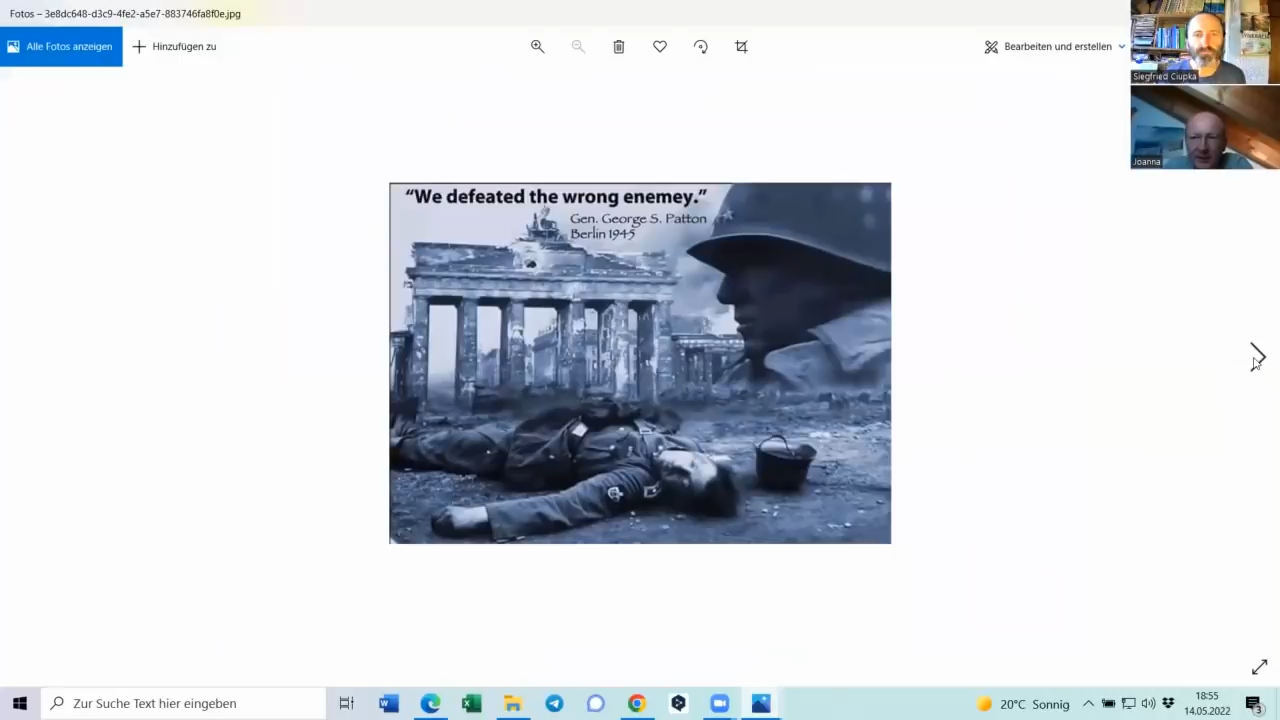 Fotos – 3e8dc648-d3c9-4fe2-a5e7-883746fa8f0e.jpg
Alle Fotos anzeigen
Hinzufügen zu
Bearbeiten und erstellen
Siegfried Ciupka
Joanna
“We defeated the wrong enemey.”
Gen. George S. Patton
Berlin 1945
Zur Suche Text hier eingeben
20°C Sonnig
18:55
14.05.2022
3